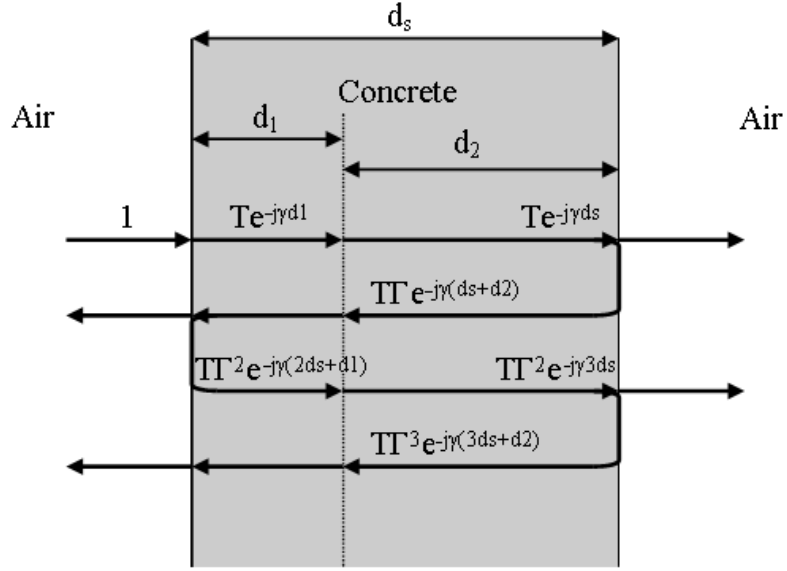 dₛ
Concrete
Air
Air
d₁
d₂
1
Te^-jγd1
Te^-jγds
TΓe^-jγ(ds+d2)
TΓ²e^-jγ(2ds+d1)
TΓ²e^-jγ3ds
TΓ³e^-jγ(3ds+d2)